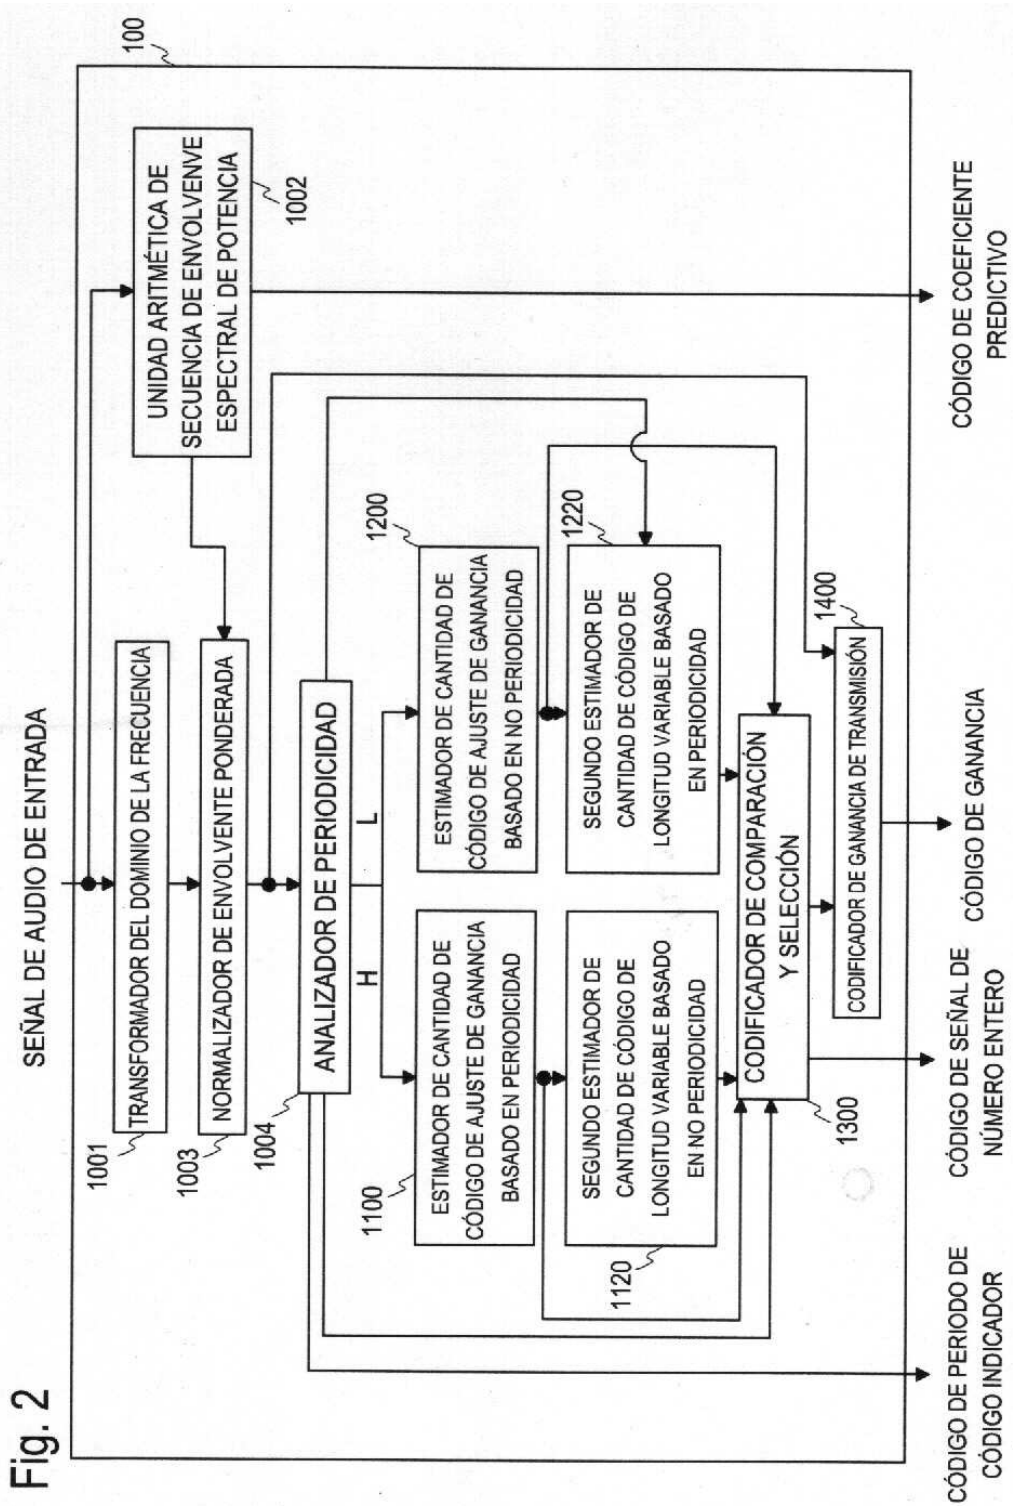 Fig. 2
SEÑAL DE AUDIO DE ENTRADA
100
UNIDAD ARITMÉTICA DE
SECUENCIA DE ENVOLVENVE
ESPECTRAL DE POTENCIA
1002
TRANSFORMADOR DEL DOMINIO DE LA FRECUENCIA
1001
NORMALIZADOR DE ENVOLVENTE PONDERADA
1003
ANALIZADOR DE PERIODICIDAD
1004
H
L
1100
ESTIMADOR DE CANTIDAD DE
CÓDIGO DE AJUSTE DE GANANCIA
BASADO EN PERIODICIDAD
1200
ESTIMADOR DE CANTIDAD DE
CÓDIGO DE AJUSTE DE GANANCIA
BASADO EN NO PERIODICIDAD
SEGUNDO ESTIMADOR DE
CANTIDAD DE CÓDIGO DE
LONGITUD VARIABLE BASADO
EN NO PERIODICIDAD
1120
1220
SEGUNDO ESTIMADOR DE
CANTIDAD DE CÓDIGO DE
LONGITUD VARIABLE BASADO
EN PERIODICIDAD
CODIFICADOR DE COMPARACIÓN
Y SELECCIÓN
1300
1400
CODIFICADOR DE GANANCIA DE TRANSMISIÓN
CÓDIGO DE PERIODO DE
CÓDIGO INDICADOR
CÓDIGO DE SEÑAL DE
NÚMERO ENTERO
CÓDIGO DE GANANCIA
CÓDIGO DE COEFICIENTE
PREDICTIVO